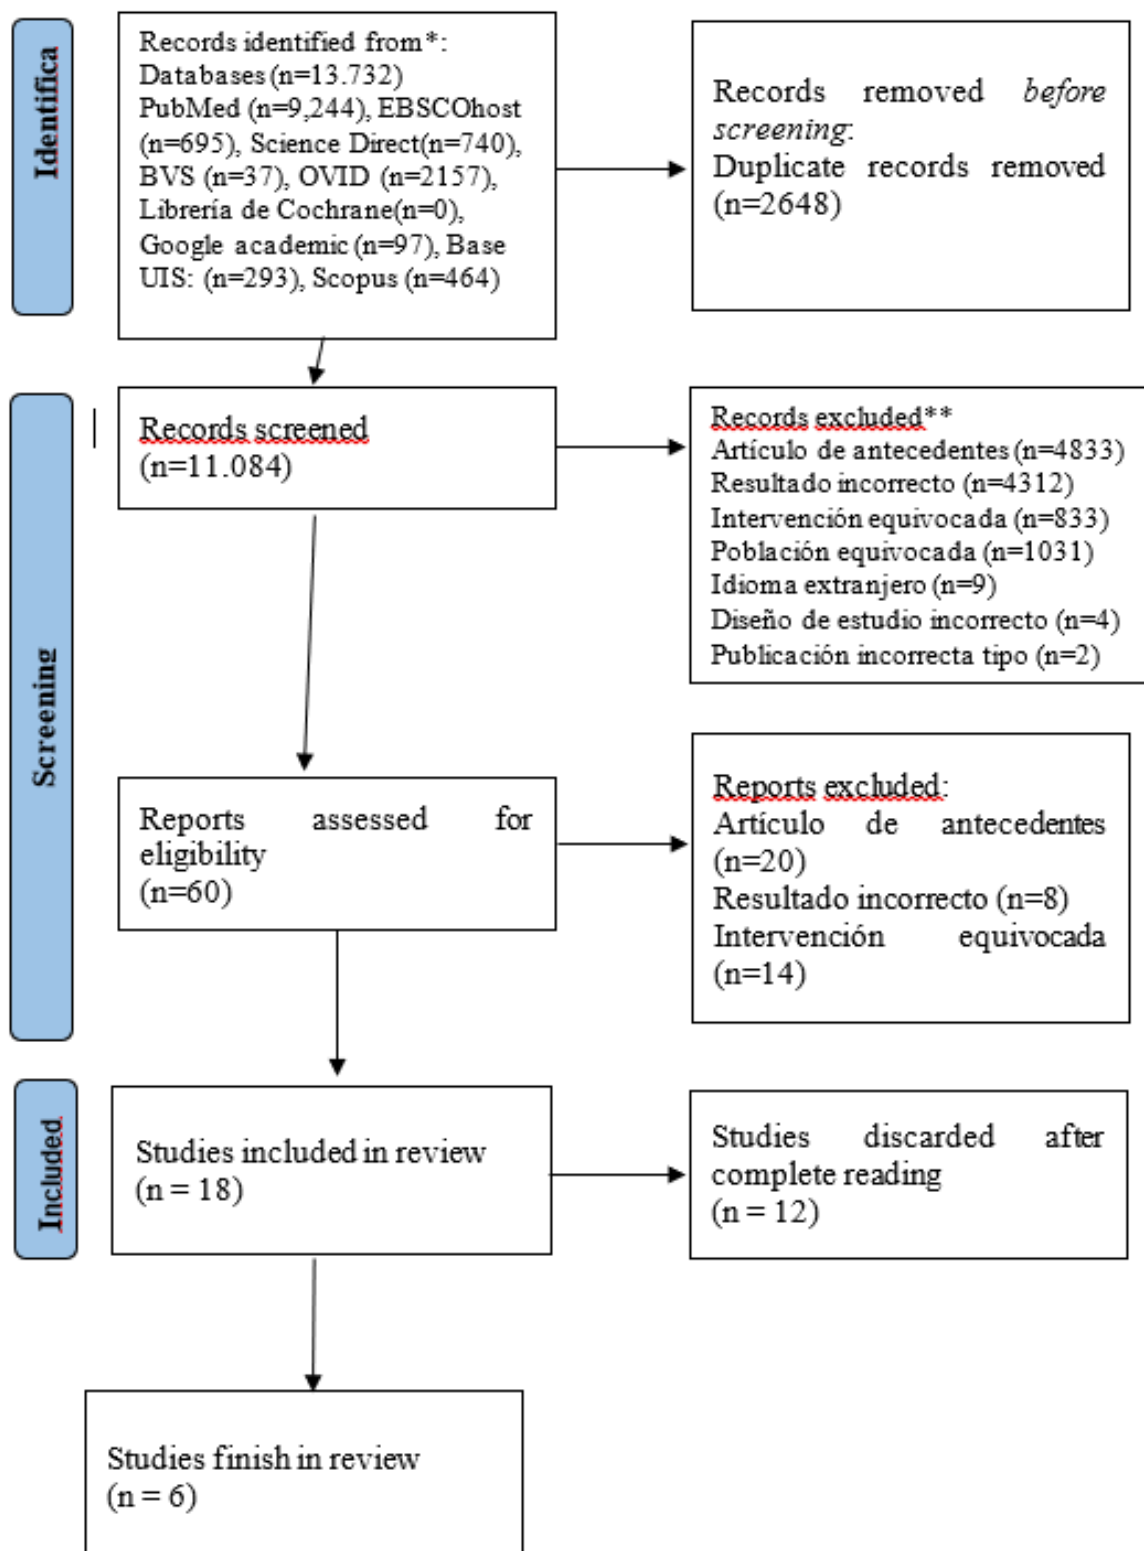 Identifica
Records identified from*:
Databases (n=13.732)
PubMed (n=9,244), EBSCOhost
(n=695), Science Direct(n=740),
BVS (n=37), OVID (n=2157),
Librería de Cochrane(n=0),
Google academic (n=97), Base
UIS: (n=293), Scopus (n=464)
Records removed before
screening:
Duplicate records removed
(n=2648)
Screening
Records screened
(n=11.084)
Records excluded**
Artículo de antecedentes (n=4833)
Resultado incorrecto (n=4312)
Intervención equivocada (n=833)
Población equivocada (n=1031)
Idioma extranjero (n=9)
Diseño de estudio incorrecto (n=4)
Publicación incorrecta tipo (n=2)
Reports assessed for
eligibility
(n=60)
Reports excluded:
Artículo de antecedentes
(n=20)
Resultado incorrecto (n=8)
Intervención equivocada
(n=14)
Included
Studies included in review
(n = 18)
Studies discarded after
complete reading
(n = 12)
Studies finish in review
(n = 6)